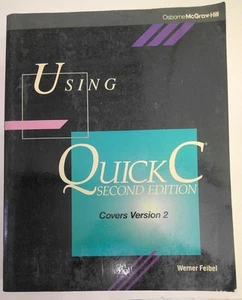 Osborne McGraw-Hill
USING
QUICKC®
SECOND EDITION
Covers Version 2
Werner Feibel